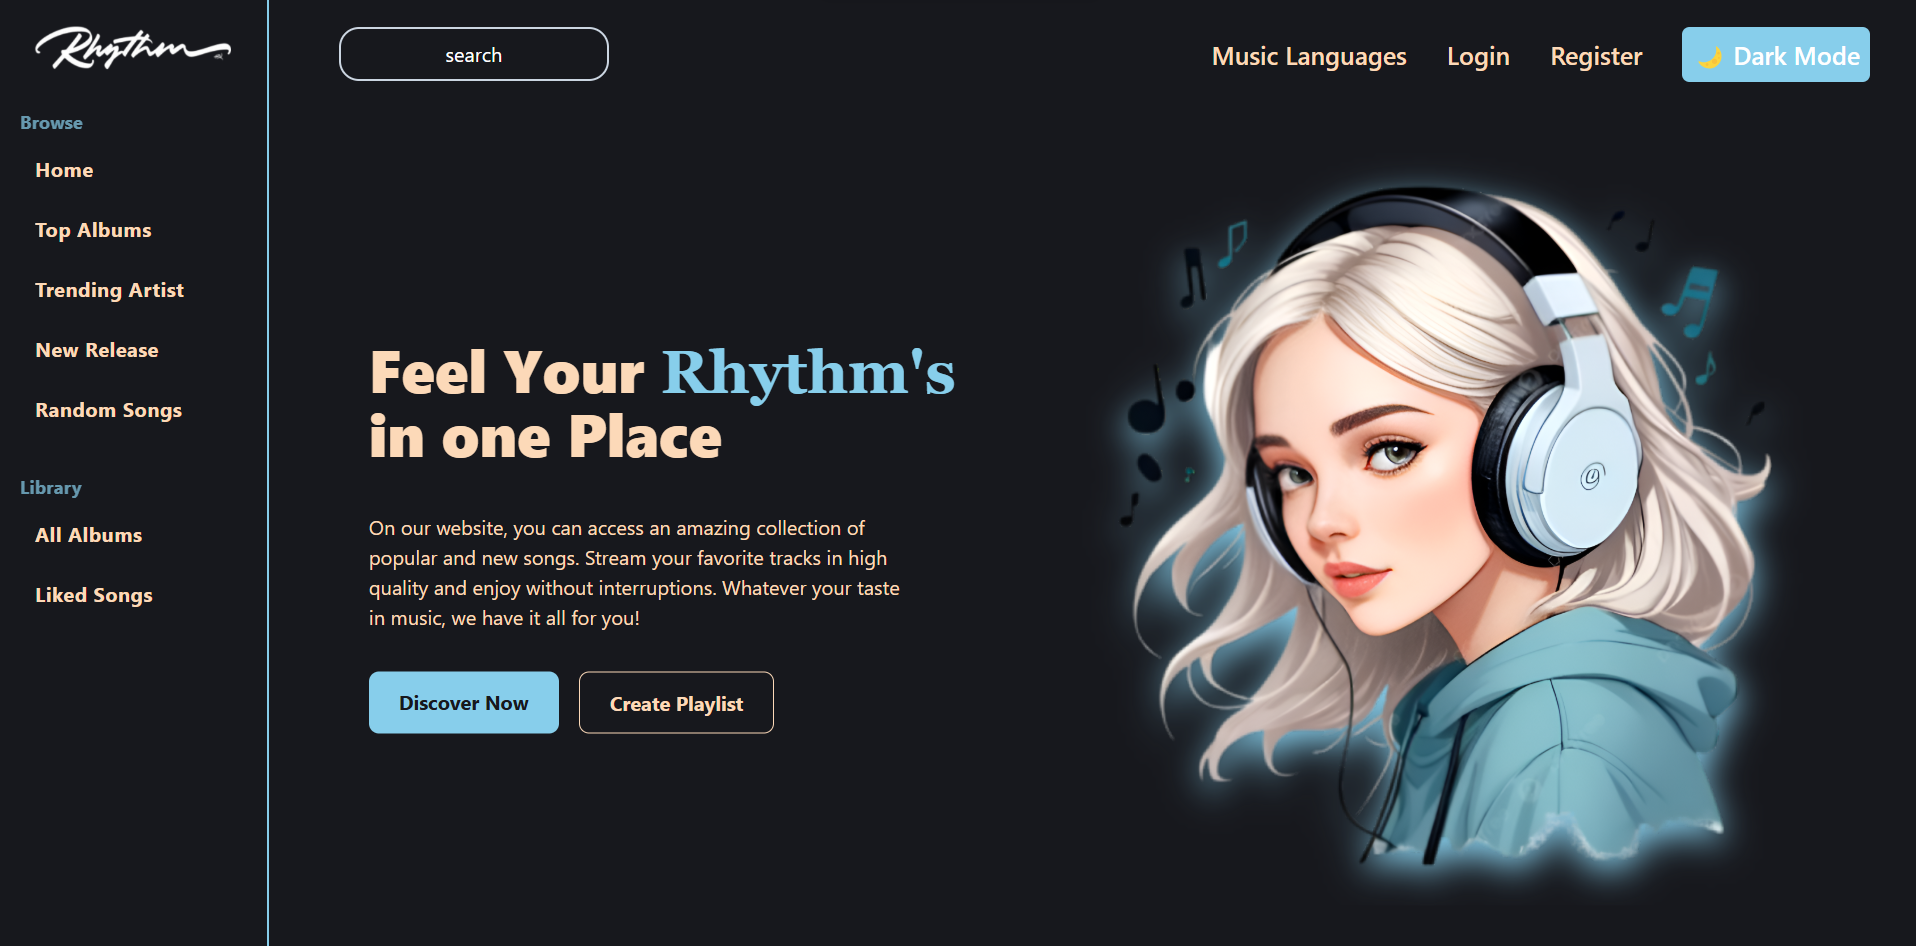 Rhythm
search
Music Languages
Login
Register
🌙 Dark Mode
Browse
Home
Top Albums
Trending Artist
New Release
Random Songs
Library
All Albums
Liked Songs
Feel Your Rhythm's
in one Place
On our website, you can access an amazing collection of
popular and new songs. Stream your favorite tracks in high
quality and enjoy without interruptions. Whatever your taste
in music, we have it all for you!
Discover Now
Create Playlist